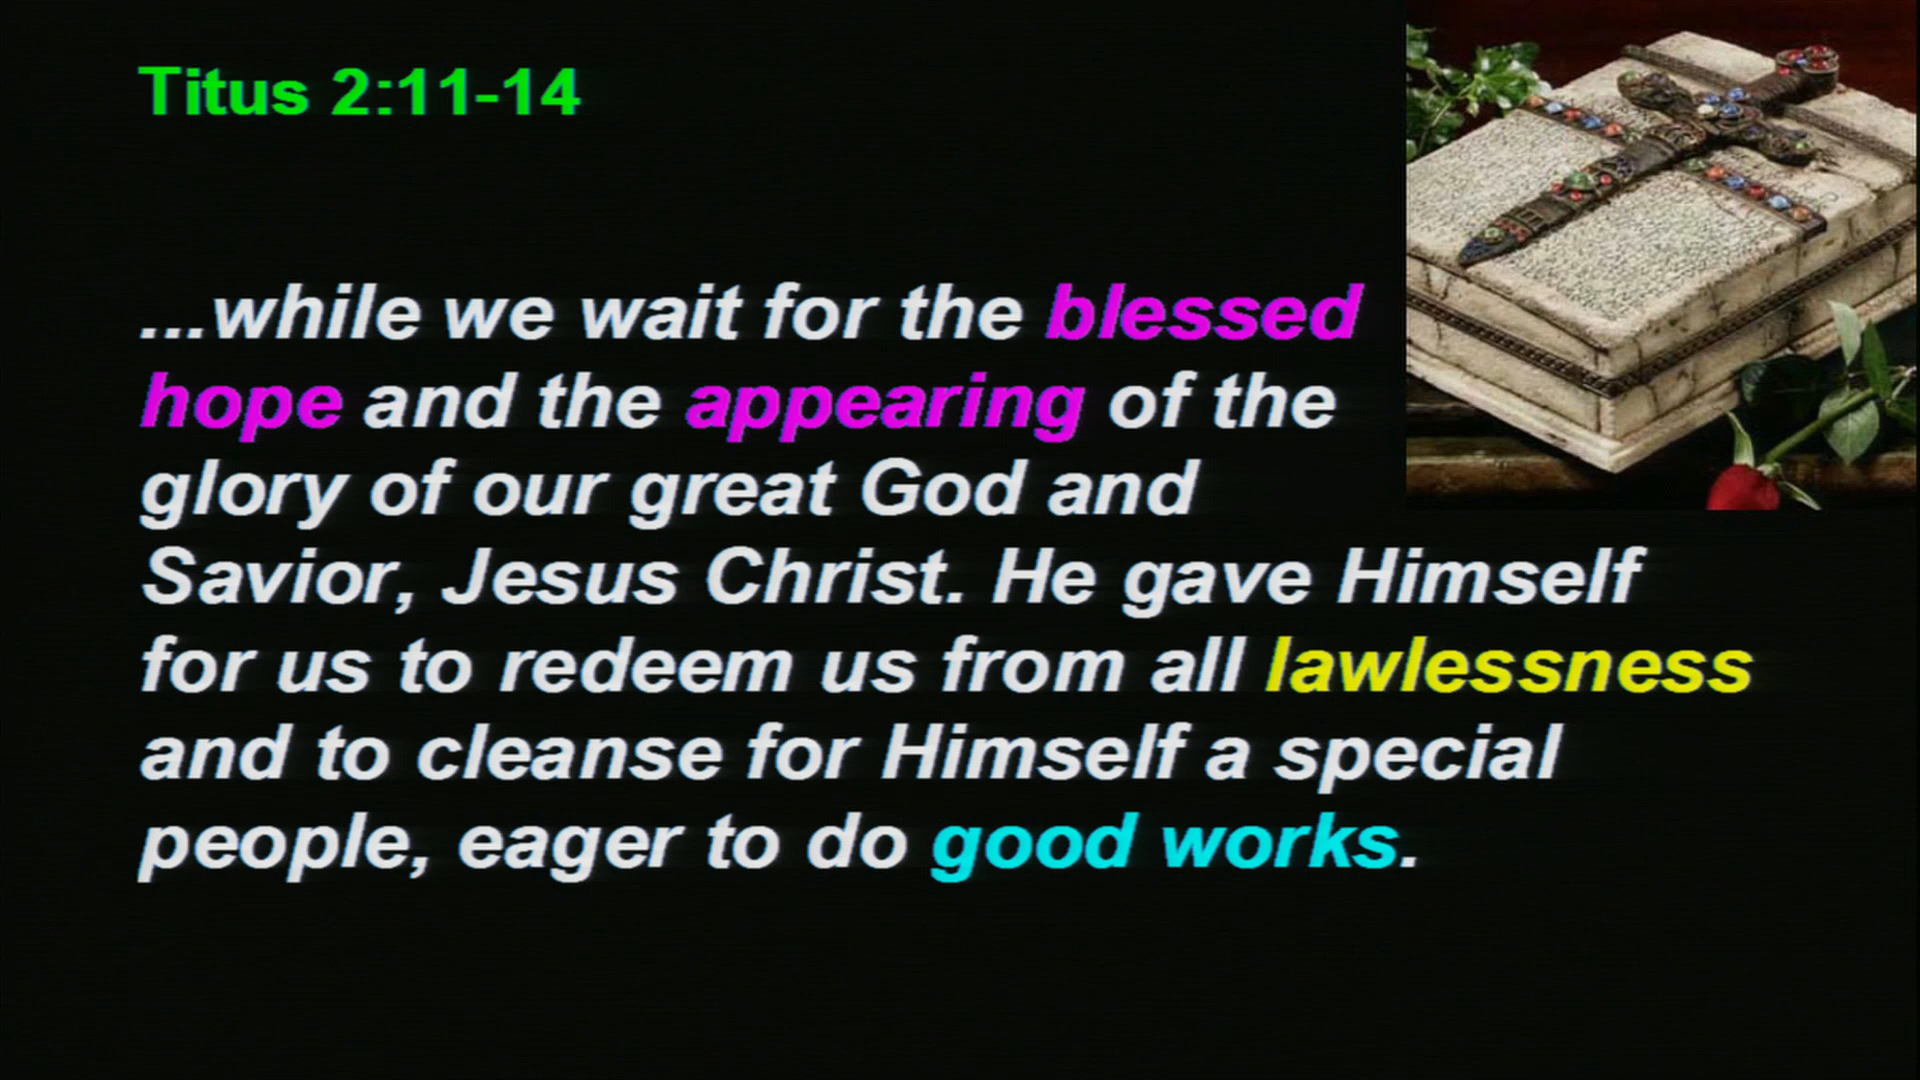 Titus 2:11-14
...while we wait for the blessed
hope and the appearing of the
glory of our great God and
Savior, Jesus Christ. He gave Himself
for us to redeem us from all lawlessness
and to cleanse for Himself a special
people, eager to do good works.